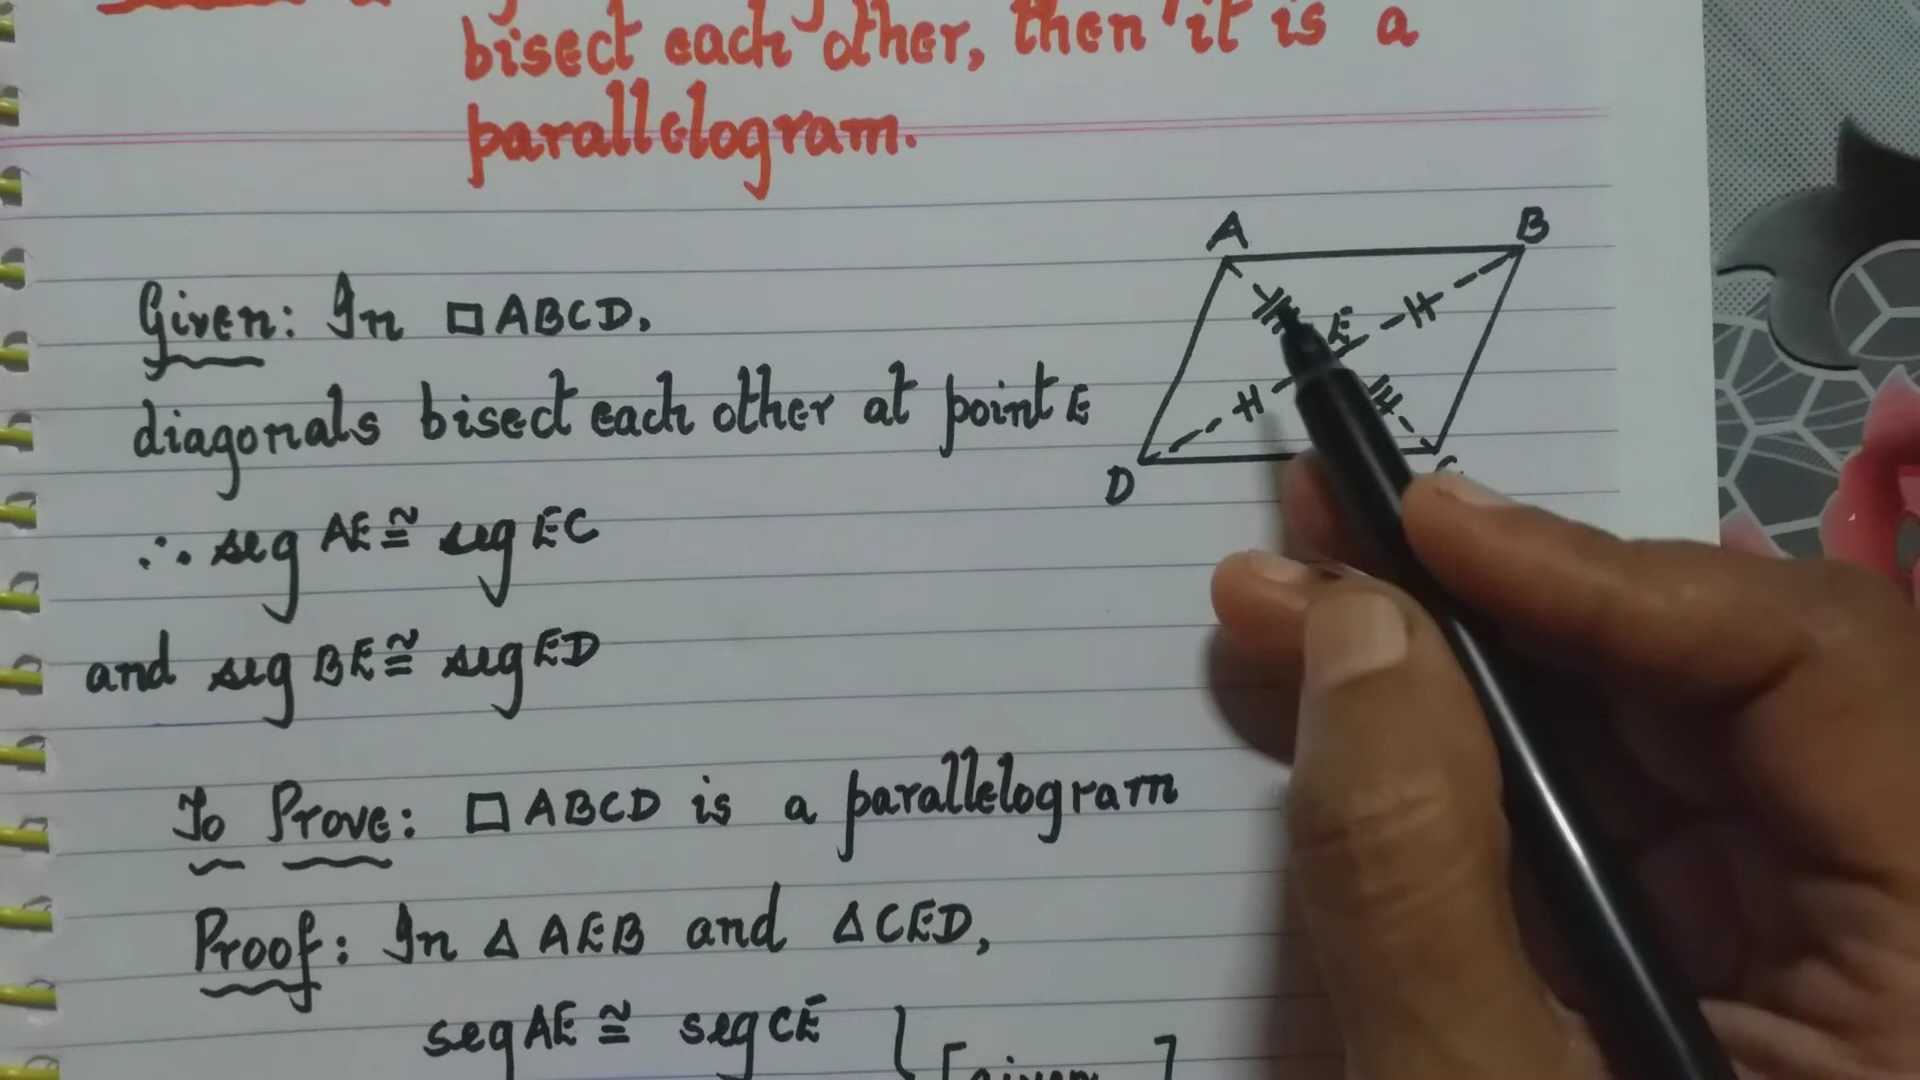 bisect each other, then it is a
parallelogram.
A
B
Given: In □ABCD,
E
diagonals bisect each other at point E
D
∴ seg AE ≅ seg EC
and seg BE ≅ seg ED
To Prove: □ABCD is a parallelogram
Proof: In Δ AEB and Δ CED,
seg AE ≅ seg CE
[given]